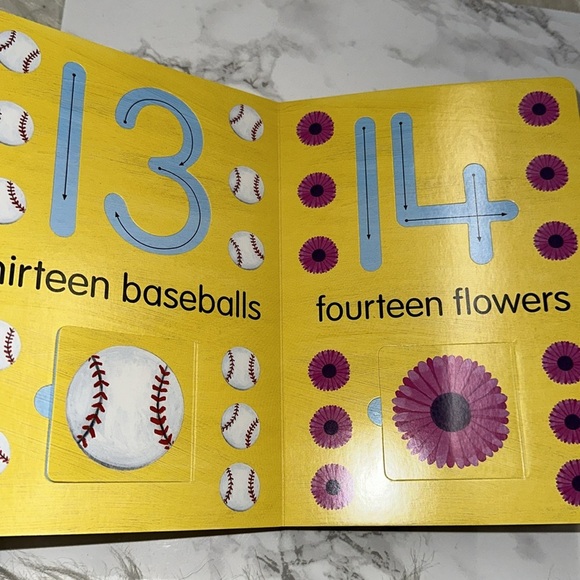 13
hirteen baseballs
14
fourteen flowers